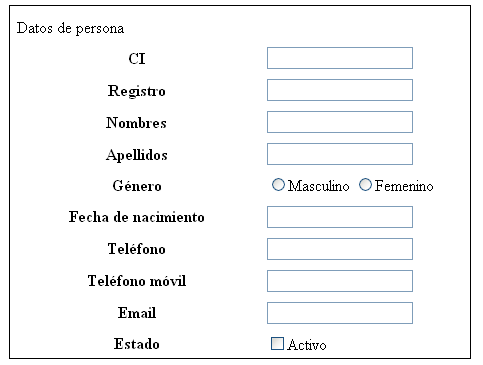 Datos de persona
CI
Registro
Nombres
Apellidos
Género Masculino Femenino
Fecha de nacimiento
Teléfono
Teléfono móvil
Email
Estado Activo